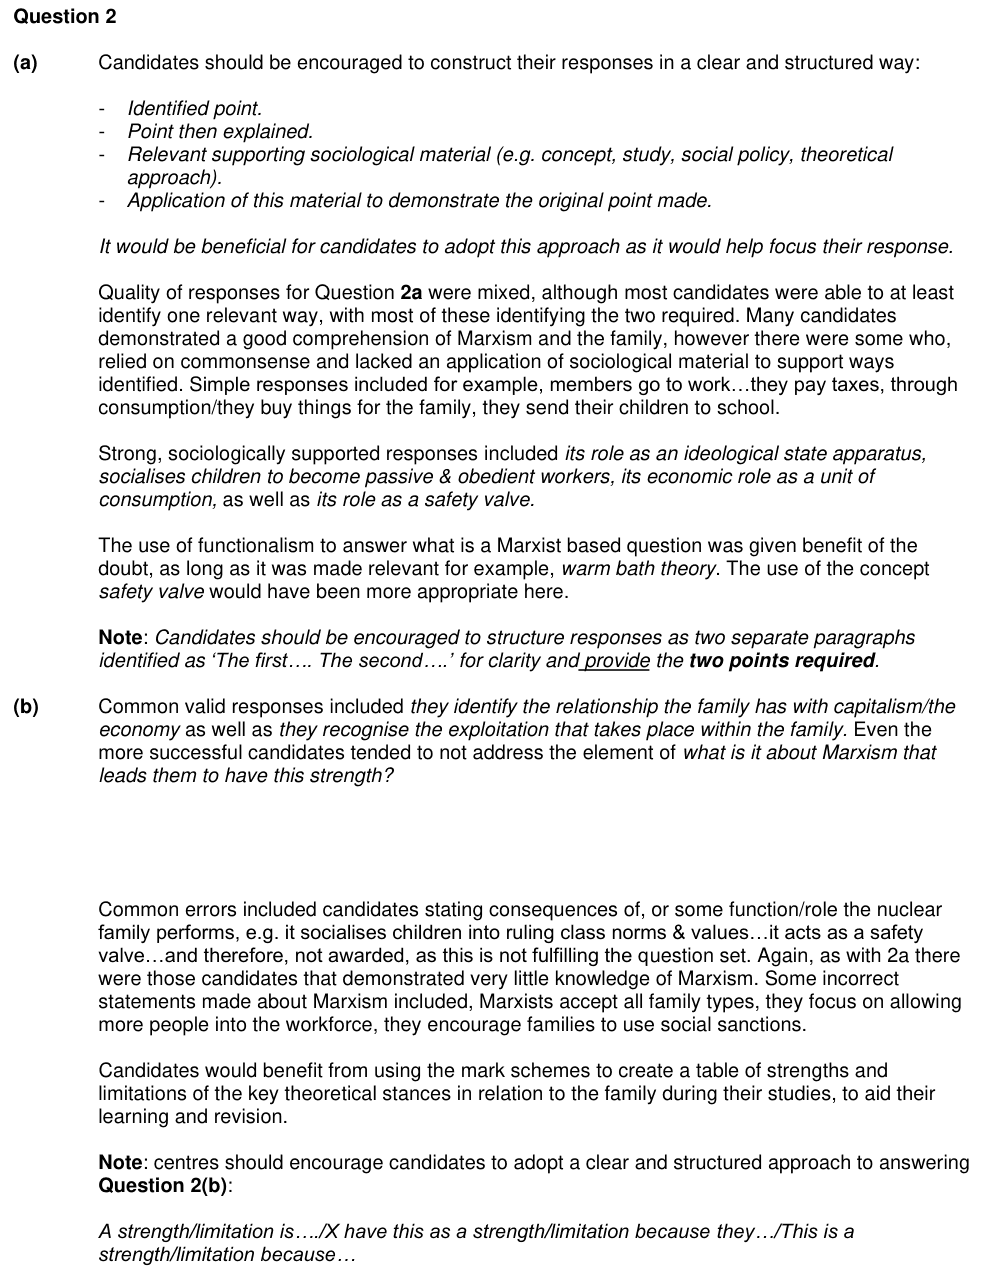 Question 2
(a) Candidates should be encouraged to construct their responses in a clear and structured way:
- Identified point.
- Point then explained.
- Relevant supporting sociological material (e.g. concept, study, social policy, theoretical
approach).
- Application of this material to demonstrate the original point made.
It would be beneficial for candidates to adopt this approach as it would help focus their response.
Quality of responses for Question 2a were mixed, although most candidates were able to at least
identify one relevant way, with most of these identifying the two required. Many candidates
demonstrated a good comprehension of Marxism and the family, however there were some who,
relied on commonsense and lacked an application of sociological material to support ways
identified. Simple responses included for example, members go to work…they pay taxes, through
consumption/they buy things for the family, they send their children to school.
Strong, sociologically supported responses included its role as an ideological state apparatus,
socialises children to become passive & obedient workers, its economic role as a unit of
consumption, as well as its role as a safety valve.
The use of functionalism to answer what is a Marxist based question was given benefit of the
doubt, as long as it was made relevant for example, warm bath theory. The use of the concept
safety valve would have been more appropriate here.
Note: Candidates should be encouraged to structure responses as two separate paragraphs
identified as ‘The first…. The second….’ for clarity and provide the two points required.
(b) Common valid responses included they identify the relationship the family has with capitalism/the
economy as well as they recognise the exploitation that takes place within the family. Even the
more successful candidates tended to not address the element of what is it about Marxism that
leads them to have this strength?
Common errors included candidates stating consequences of, or some function/role the nuclear
family performs, e.g. it socialises children into ruling class norms & values…it acts as a safety
valve…and therefore, not awarded, as this is not fulfilling the question set. Again, as with 2a there
were those candidates that demonstrated very little knowledge of Marxism. Some incorrect
statements made about Marxism included, Marxists accept all family types, they focus on allowing
more people into the workforce, they encourage families to use social sanctions.
Candidates would benefit from using the mark schemes to create a table of strengths and
limitations of the key theoretical stances in relation to the family during their studies, to aid their
learning and revision.
Note: centres should encourage candidates to adopt a clear and structured approach to answering
Question 2(b):
A strength/limitation is…./X have this as a strength/limitation because they…/This is a
strength/limitation because…